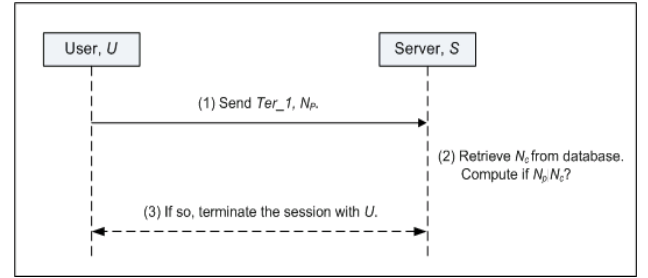 User, U
Server, S
(1) Send Ter_1, NP.
(2) Retrieve Nc from database.
Compute if Np Nc?
(3) If so, terminate the session with U.